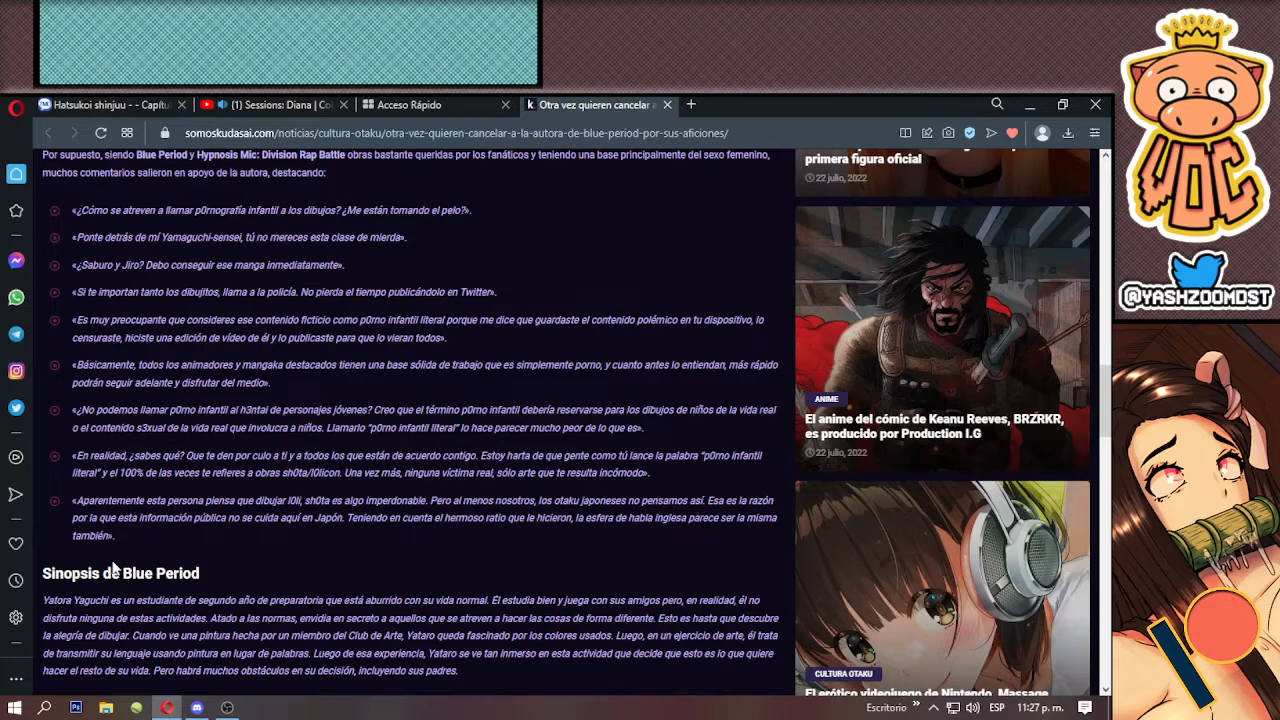 Hatsukoi shinjuu - - Capítu
(1) Sessions: Diana | Co
Acceso Rápido
Otra vez quieren cancelar a
somoskudasai.com/noticias/cultura-otaku/otra-vez-quieren-cancelar-a-la-autora-de-blue-period-por-sus-aficiones/
Por supuesto, siendo Blue Period y Hypnosis Mic: Division Rap Battle obras bastante queridas por los fanáticos y teniendo una base principalmente del sexo femenino,
muchos comentarios salieron en apoyo de la autora, destacando:
«¿Cómo se atreven a llamar p0rnografía infantil a los dibujos? ¿Me están tomando el pelo?».
«Ponte detrás de mí Yamaguchi-sensei, tú no mereces esta clase de mierda».
«¿Saburo y Jiro? Debo conseguir ese manga inmediatamente».
«Si te importan tanto los dibujitos, llama a la policía. No pierda el tiempo publicándolo en Twitter».
«Es muy preocupante que consideres ese contenido ficticio como p0rno infantil literal porque me dice que guardaste el contenido polémico en tu dispositivo, lo
censuraste, hiciste una edición de vídeo de él y lo publicaste para que lo vieran todos».
«Básicamente, todos los animadores y mangaka destacados tienen una base sólida de trabajo que es simplemente porno, y cuanto antes lo entiendan, más rápido
podrán seguir adelante y disfrutar del medio».
«¿No podemos llamar p0rno infantil al h3ntai de personajes jóvenes? Creo que el término p0rno infantil debería reservarse para los dibujos de niños de la vida real
o el contenido s3xual de la vida real que involucra a niños. Llamarlo "p0rno infantil literal" lo hace parecer mucho peor de lo que es».
«En realidad, ¿sabes qué? Que te den por culo a ti y a todos los que están de acuerdo contigo. Estoy harta de que gente como tú lance la palabra "p0rno infantil
literal" y el 100% de las veces te refieres a obras sh0ta/l0licon. Una vez más, ninguna víctima real, sólo arte que te resulta incómodo».
«Aparentemente esta persona piensa que dibujar l0li, sh0ta es algo imperdonable. Pero al menos nosotros, los otaku japoneses no pensamos así. Esa es la razón
por la que esta información pública no se cuida aquí en Japón. Teniendo en cuenta el hermoso ratio que le hicieron, la esfera de habla inglesa parece ser la misma
también».
Sinopsis de Blue Period
Yatora Yaguchi es un estudiante de segundo año de preparatoria que está aburrido con su vida normal. Él estudia bien y juega con sus amigos pero, en realidad, él no
disfruta ninguna de estas actividades. Atado a las normas, envidia en secreto a aquellos que se atreven a hacer las cosas de forma diferente. Esto es hasta que descubre
la alegría de dibujar. Cuando ve una pintura hecha por un miembro del Club de Arte, Yataro queda fascinado por los colores usados. Luego, en un ejercicio de arte, él trata
de transmitir su lenguaje usando pintura en lugar de palabras. Luego de esa experiencia, Yataro se ve tan inmerso en esta actividad que decide que esto es lo que quiere
hacer el resto de su vida. Pero habrá muchos obstáculos en su decisión, incluyendo sus padres.
primera figura oficial
22 julio, 2022
ANIME
El anime del cómic de Keanu Reeves, BRZRKR,
es producido por Production I.G
22 julio, 2022
CULTURA OTAKU
El erótico videojuego de Nintendo, Massage
WOC
@YASHZOOMDST
Escritorio
ESP
11:27 p. m.